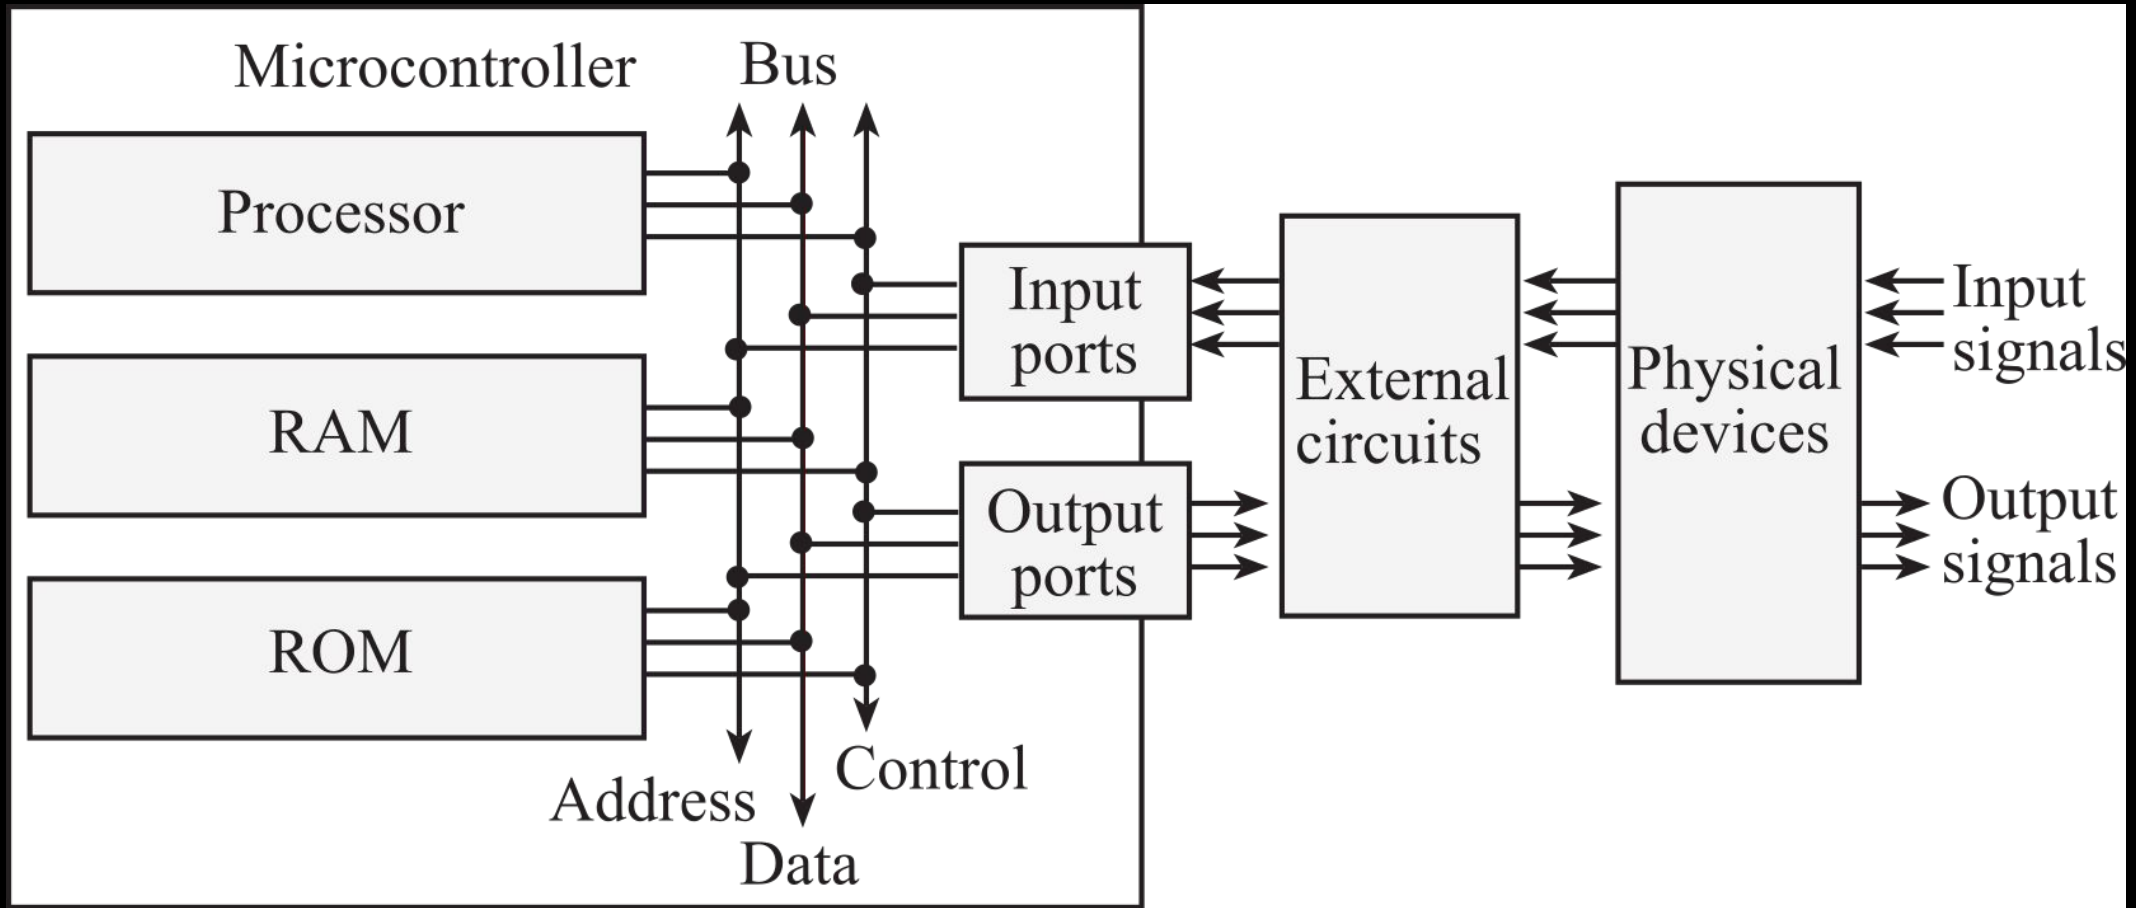 Microcontroller
Bus
Processor
RAM
ROM
Address
Data
Control
Input
ports
Output
ports
External
circuits
Physical
devices
Input
signals
Output
signals